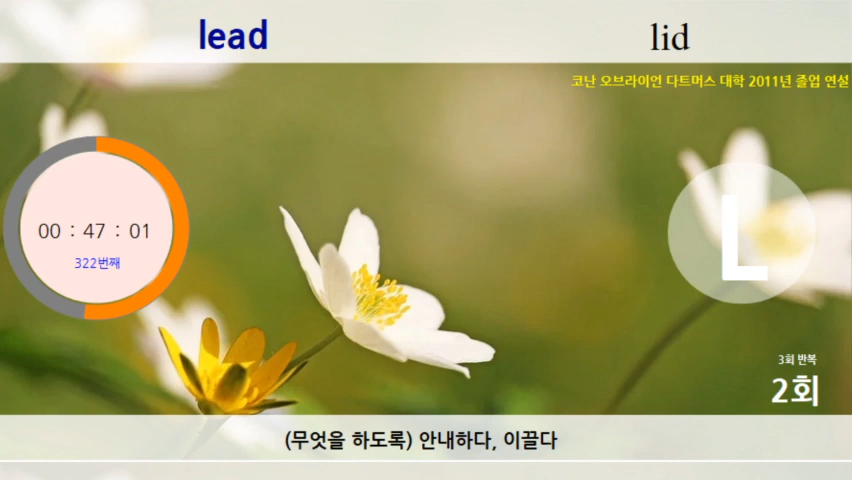 lead
lid
코난 오브라이언 다트머스 대학 2011년 졸업 연설
00 : 47 : 01
322번째
L
3회 반복
2회
(무엇을 하도록) 안내하다, 이끌다